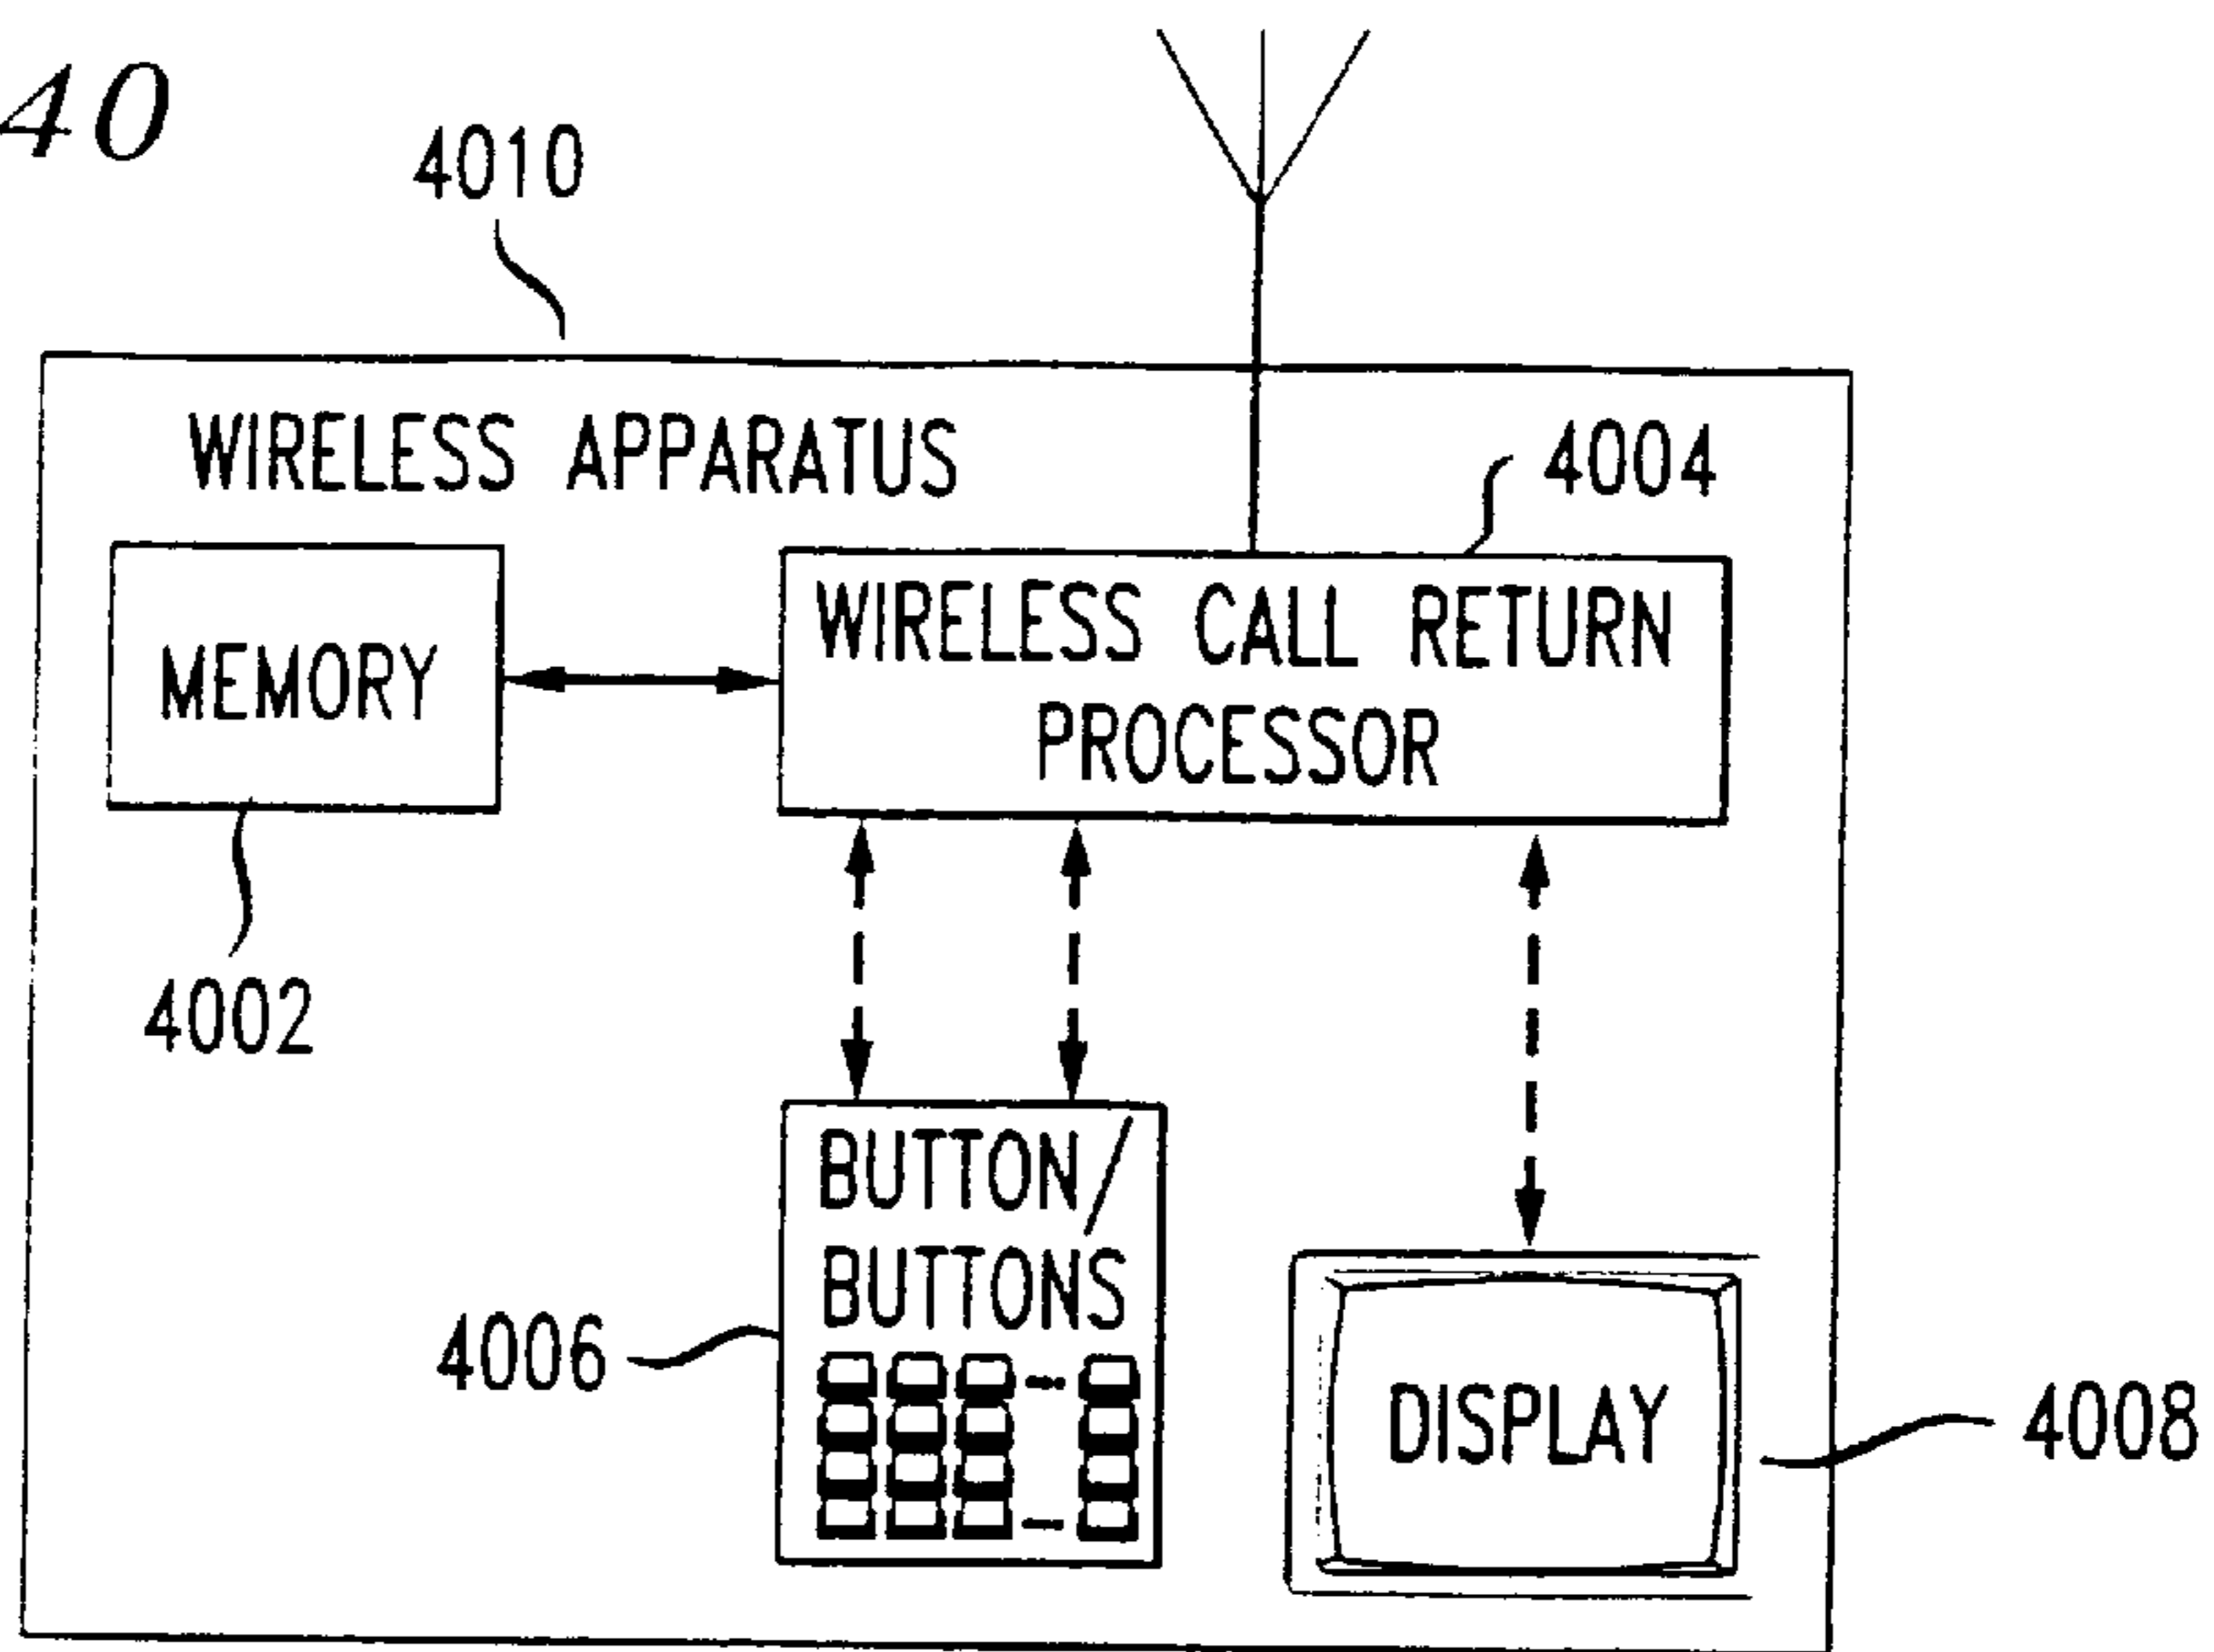 40
4010
WIRELESS APPARATUS
4004
MEMORY
WIRELESS CALL RETURN
PROCESSOR
4002
BUTTON/
BUTTONS
4006
DISPLAY
4008